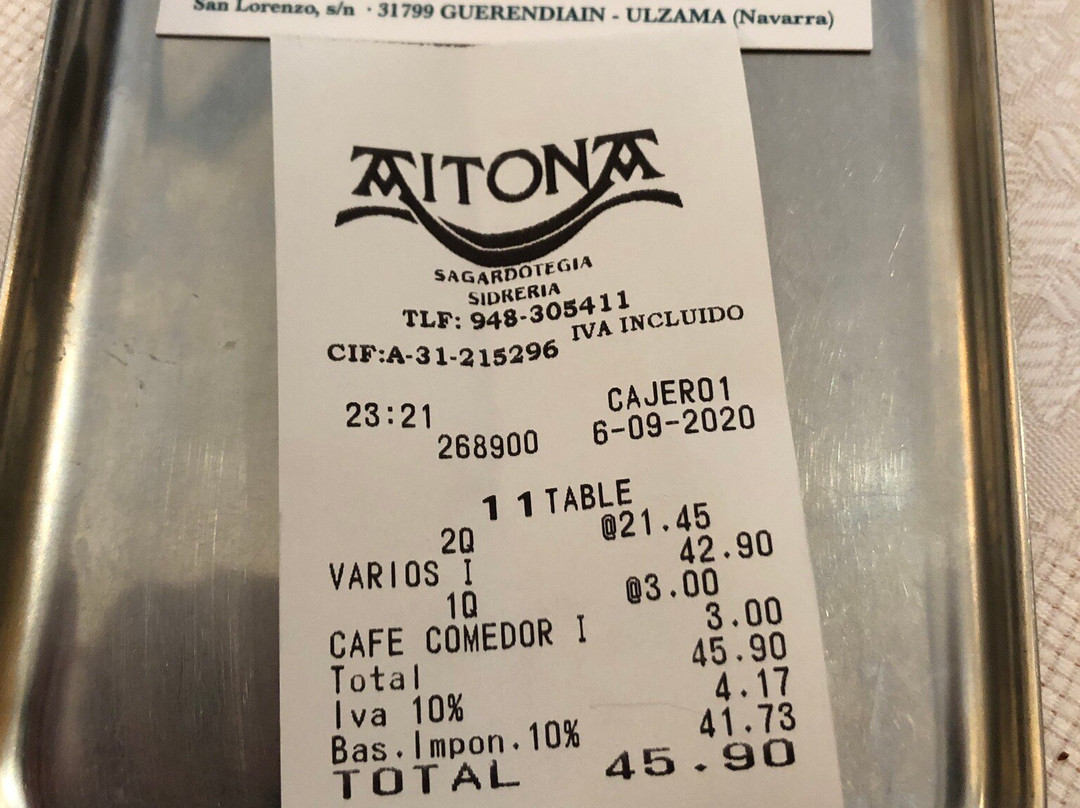 San Lorenzo, s/n · 31799 GUERENDIAIN - ULZAMA (Navarra)
AITONA
SAGARDOTEGIA
SIDRERIA
TLF: 948-305411
IVA INCLUIDO
CIF:A-31-215296
CAJERO1
23:21
6-09-2020
268900
1 1 TABLE
2Q @21.45
VARIOS I 42.90
1Q @3.00
CAFE COMEDOR I 3.00
Total 45.90
Iva 10% 4.17
Bas.Impon.10% 41.73
TOTAL 45.90